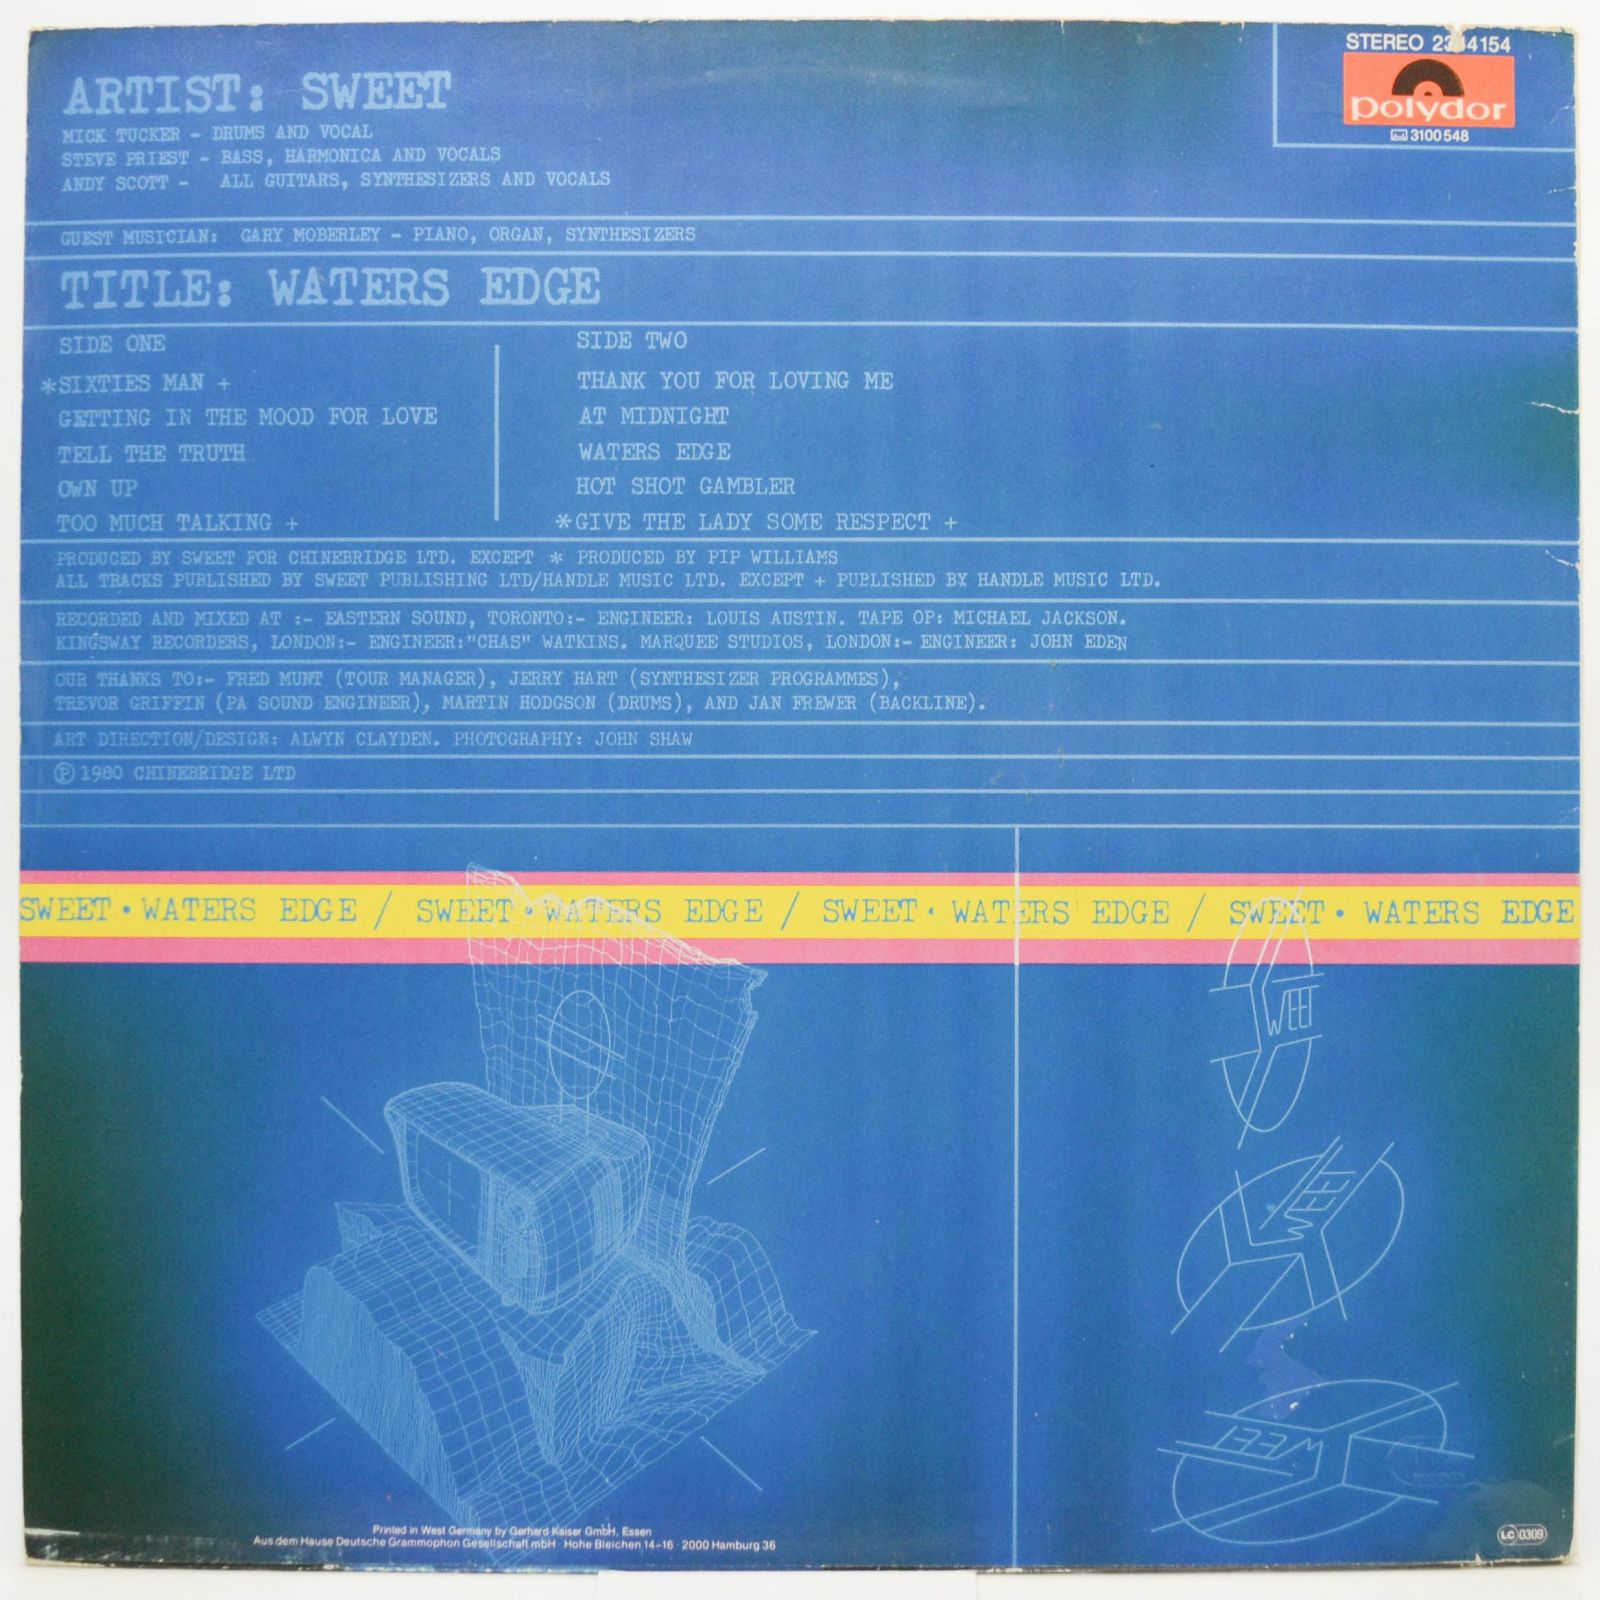 STEREO 2344154
polydor
3100 548
ARTIST: SWEET
MICK TUCKER - DRUMS AND VOCAL
STEVE PRIEST - BASS, HARMONICA AND VOCALS
ANDY SCOTT - ALL GUITARS, SYNTHESIZERS AND VOCALS
GUEST MUSICIAN: GARY MOBERLEY - PIANO, ORGAN, SYNTHESIZERS
TITLE: WATERS EDGE
SIDE ONE
*SIXTIES MAN +
GETTING IN THE MOOD FOR LOVE
TELL THE TRUTH
OWN UP
TOO MUCH TALKING +
SIDE TWO
THANK YOU FOR LOVING ME
AT MIDNIGHT
WATERS EDGE
HOT SHOT GAMBLER
*GIVE THE LADY SOME RESPECT +
PRODUCED BY SWEET FOR CHINEBRIDGE LTD. EXCEPT * PRODUCED BY PIP WILLIAMS
ALL TRACKS PUBLISHED BY SWEET PUBLISHING LTD/HANDLE MUSIC LTD. EXCEPT + PUBLISHED BY HANDLE MUSIC LTD.
RECORDED AND MIXED AT :- EASTERN SOUND, TORONTO:- ENGINEER: LOUIS AUSTIN. TAPE OP: MICHAEL JACKSON.
KINGSWAY RECORDERS, LONDON:- ENGINEER:"CHAS" WATKINS. MARQUEE STUDIOS, LONDON:- ENGINEER: JOHN EDEN
OUR THANKS TO:- FRED MUNT (TOUR MANAGER), JERRY HART (SYNTHESIZER PROGRAMMES),
TREVOR GRIFFIN (PA SOUND ENGINEER), MARTIN HODGSON (DRUMS), AND JAN FREWER (BACKLINE).
ART DIRECTION/DESIGN: ALWYN CLAYDEN. PHOTOGRAPHY: JOHN SHAW
Ⓟ 1980 CHINEBRIDGE LTD
SWEET • WATERS EDGE / SWEET • WATERS EDGE / SWEET • WATERS EDGE / SWEET • WATERS EDGE
SWEET
SWEET
SWEET
Printed in West Germany by Gerhard Kaiser GmbH, Essen
Aus dem Hause Deutsche Grammophon Gesellschaft mbH · Hohe Bleichen 14-16 · 2000 Hamburg 36
LC 0309